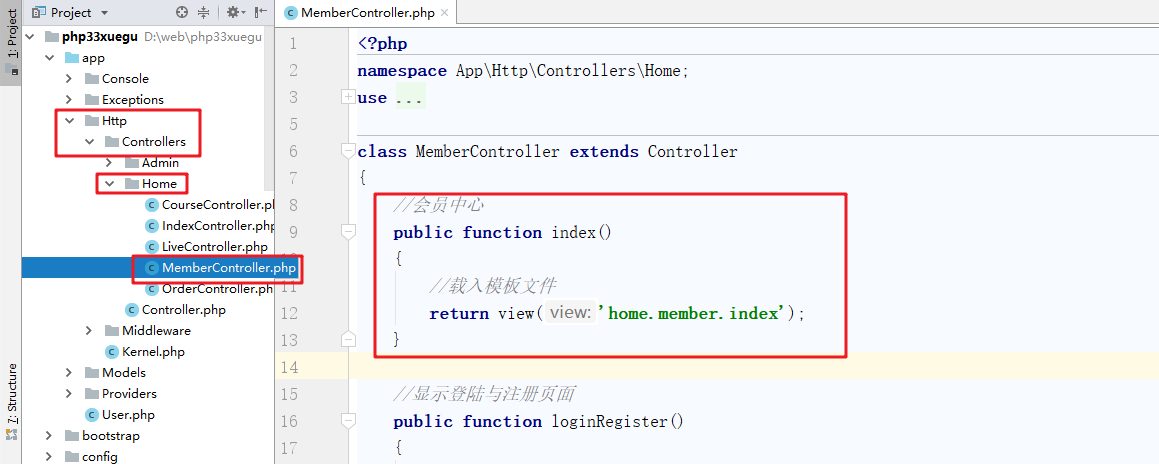 1: Project
7: Structure
Project
php33xuegu D:\web\php33xuegu
app
Console
Exceptions
Http
Controllers
Admin
Home
CourseController.pl
IndexController.php
LiveController.php
MemberController.php
OrderController.ph
Controller.php
Middleware
Kernel.php
Models
Providers
User.php
bootstrap
config
MemberController.php
1 <?php
2 namespace App\Http\Controllers\Home;
3 use ...
5
6 class MemberController extends Controller
7 {
8 //会员中心
9 public function index()
10 {
11 //载入模板文件
12 return view( view: 'home.member.index');
13 }
14
15 //显示登陆与注册页面
16 public function loginRegister()
17 {